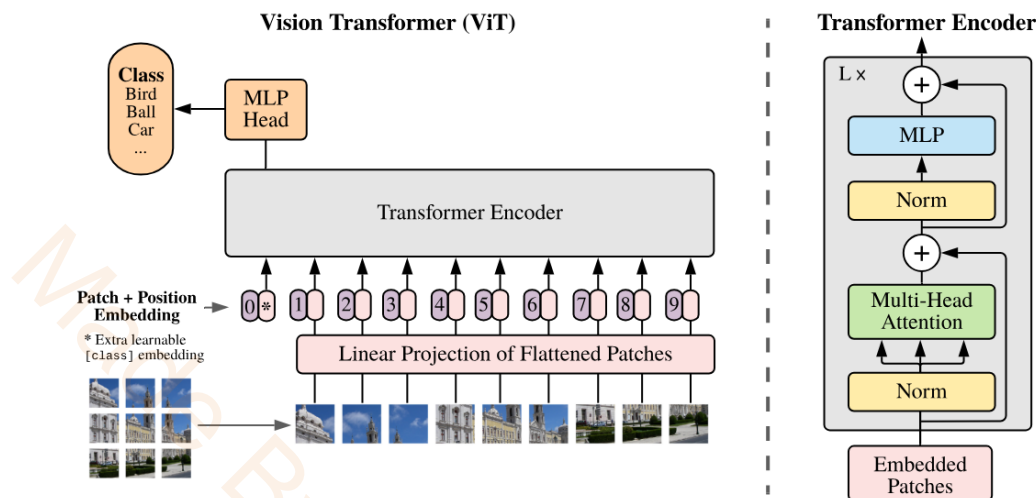 Vision Transformer (ViT)
Class
Bird
Ball
Car
...
MLP
Head
Transformer Encoder
Patch + Position
Embedding
0 * 1 2 3 4 5 6 7 8 9
* Extra learnable
[class] embedding
Linear Projection of Flattened Patches
Transformer Encoder
L ×
+
MLP
Norm
+
Multi-Head
Attention
Norm
Embedded
Patches
Made B